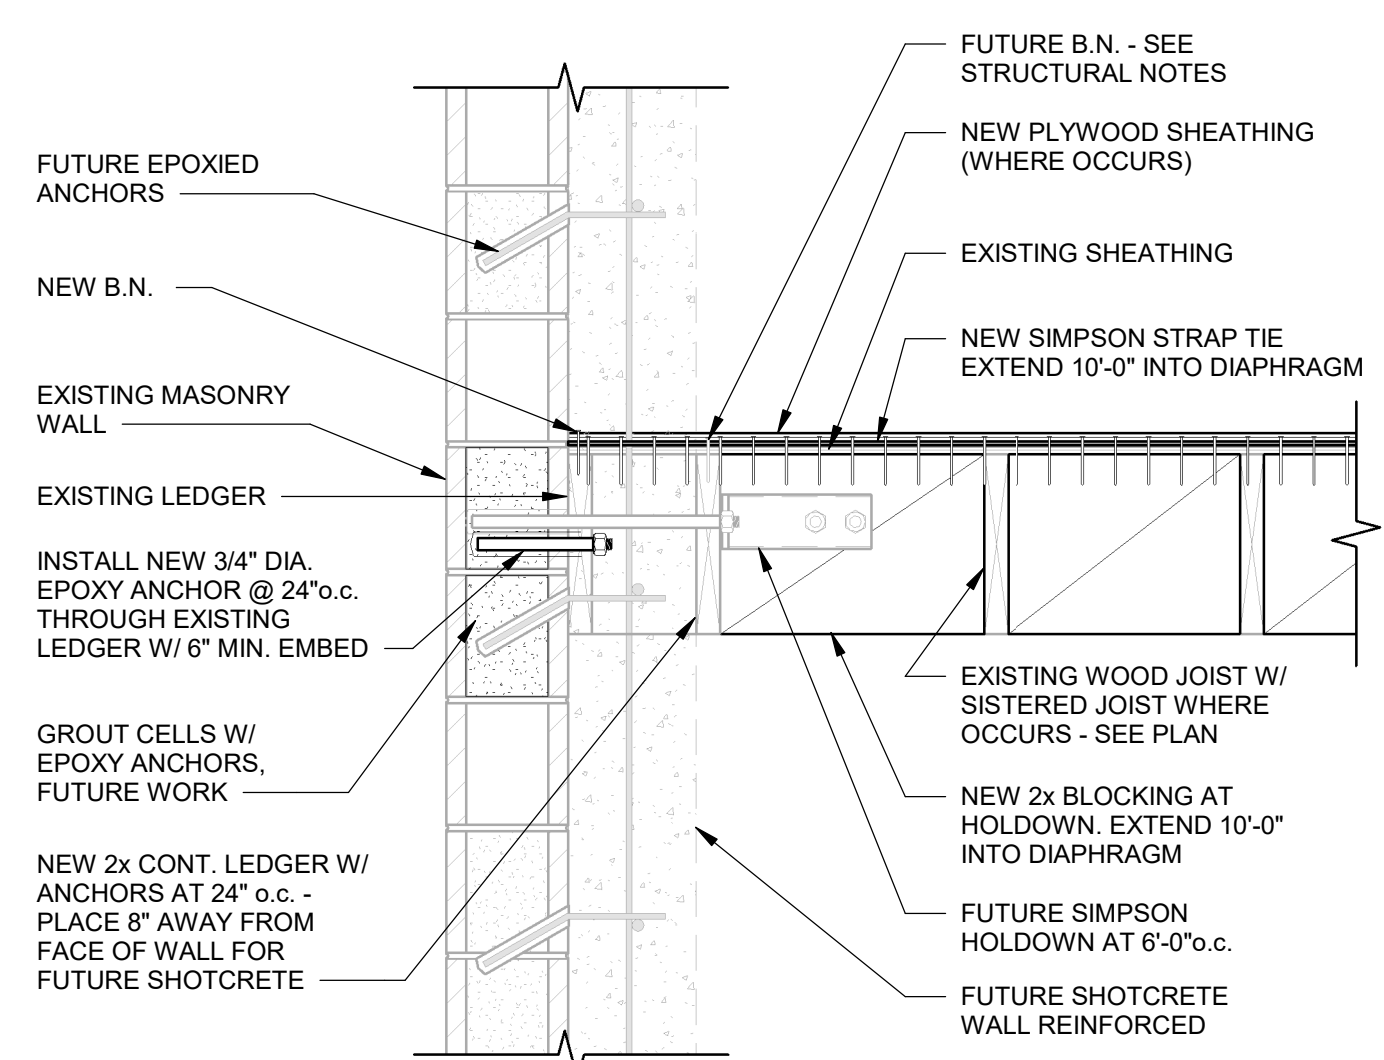 FUTURE EPOXIED
ANCHORS
NEW B.N.
EXISTING MASONRY
WALL
EXISTING LEDGER
INSTALL NEW 3/4" DIA.
EPOXY ANCHOR @ 24"o.c.
THROUGH EXISTING
LEDGER W/ 6" MIN. EMBED
GROUT CELLS W/
EPOXY ANCHORS,
FUTURE WORK
NEW 2x CONT. LEDGER W/
ANCHORS AT 24" o.c. -
PLACE 8" AWAY FROM
FACE OF WALL FOR
FUTURE SHOTCRETE
FUTURE B.N. - SEE
STRUCTURAL NOTES
NEW PLYWOOD SHEATHING
(WHERE OCCURS)
EXISTING SHEATHING
NEW SIMPSON STRAP TIE
EXTEND 10'-0" INTO DIAPHRAGM
EXISTING WOOD JOIST W/
SISTERED JOIST WHERE
OCCURS - SEE PLAN
NEW 2x BLOCKING AT
HOLDOWN. EXTEND 10'-0"
INTO DIAPHRAGM
FUTURE SIMPSON
HOLDOWN AT 6'-0"o.c.
FUTURE SHOTCRETE
WALL REINFORCED